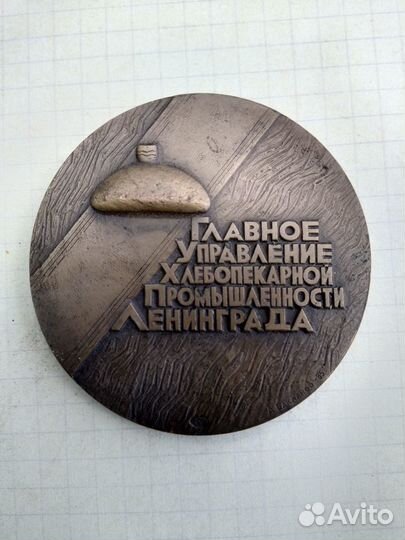 Главное
Управление
Хлебопекарной
Промышленности
Ленинграда
Avito